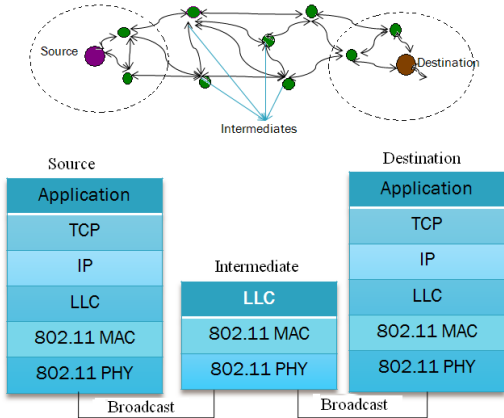 Source
Destination
Intermediates
Source
Application
TCP
IP
LLC
802.11 MAC
802.11 PHY
Intermediate
LLC
802.11 MAC
802.11 PHY
Destination
Application
TCP
IP
LLC
802.11 MAC
802.11 PHY
Broadcast
Broadcast